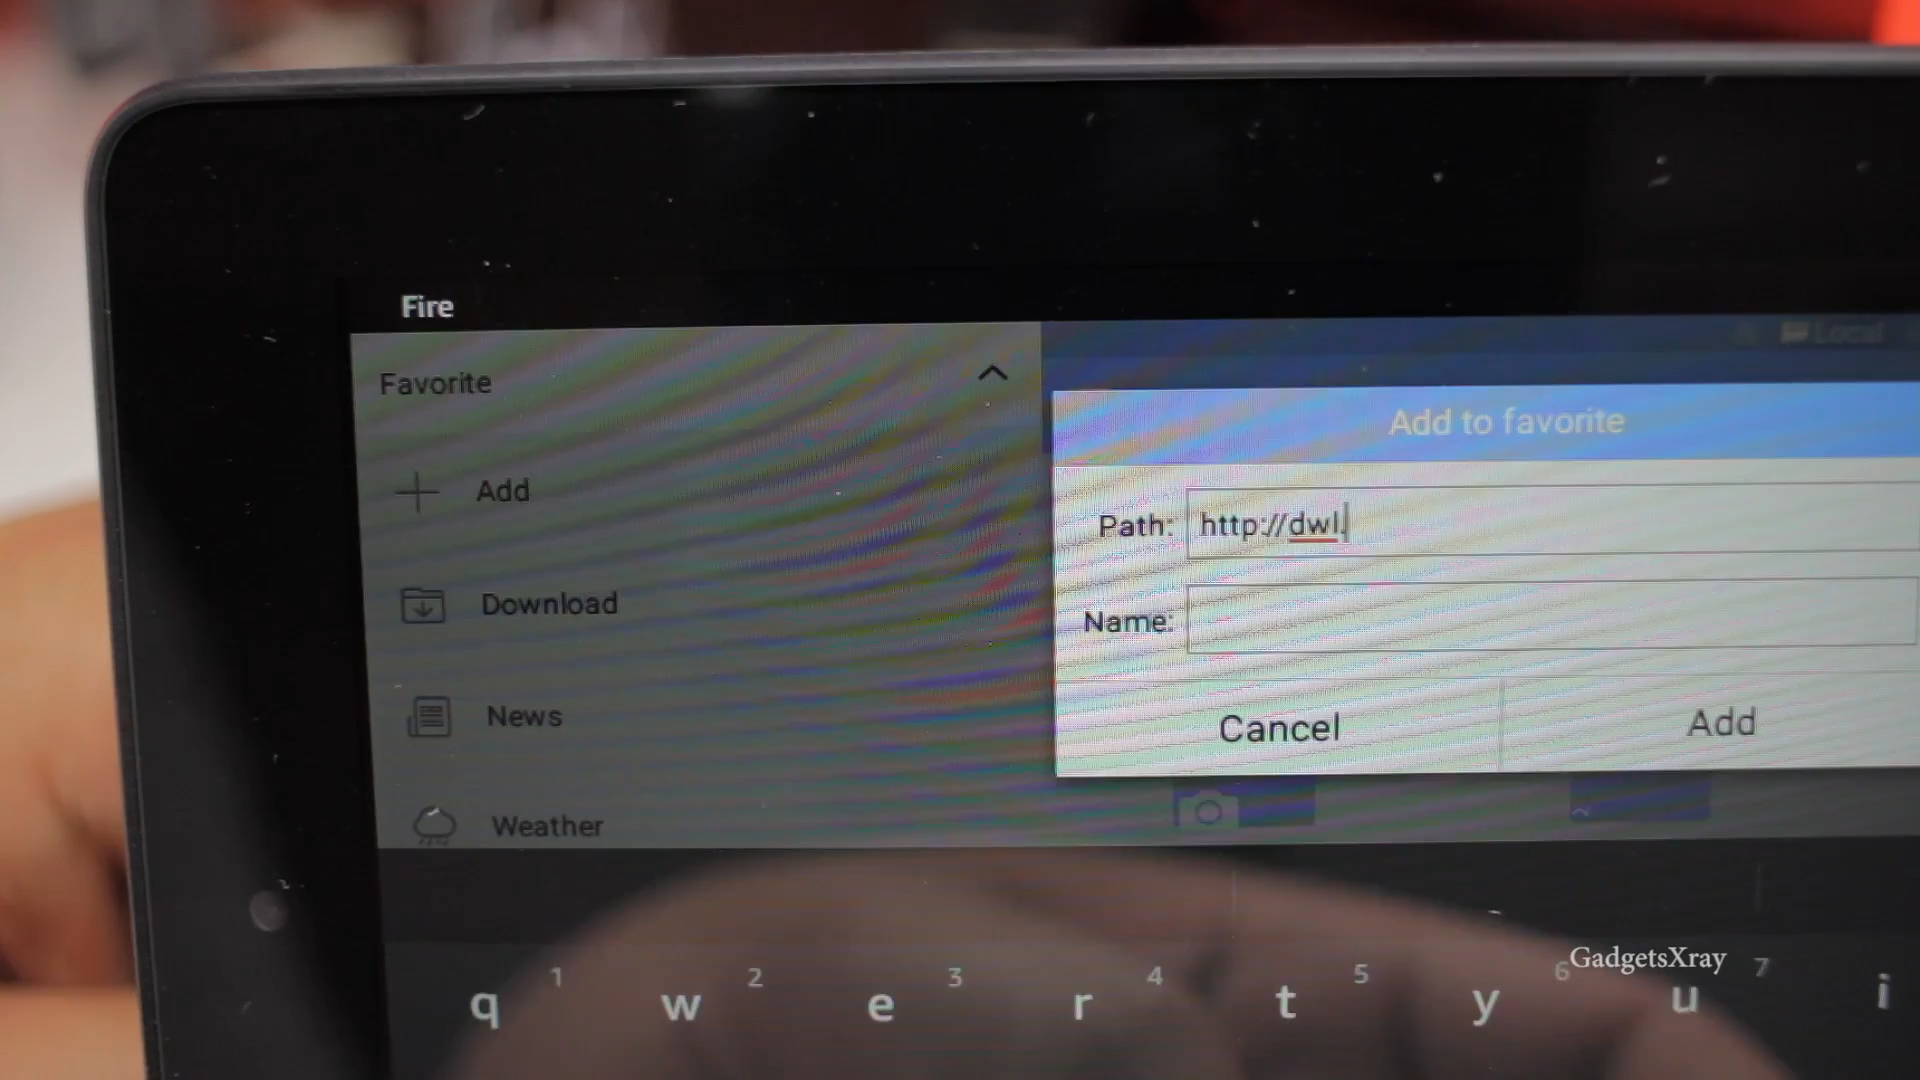 Fire
Local
Favorite
Add to favorite
Add
Path: http://dwl.
Download
Name:
News
Cancel Add
Weather
GadgetsXray
1 2 3 4 5 6 7
q w e r t y u i